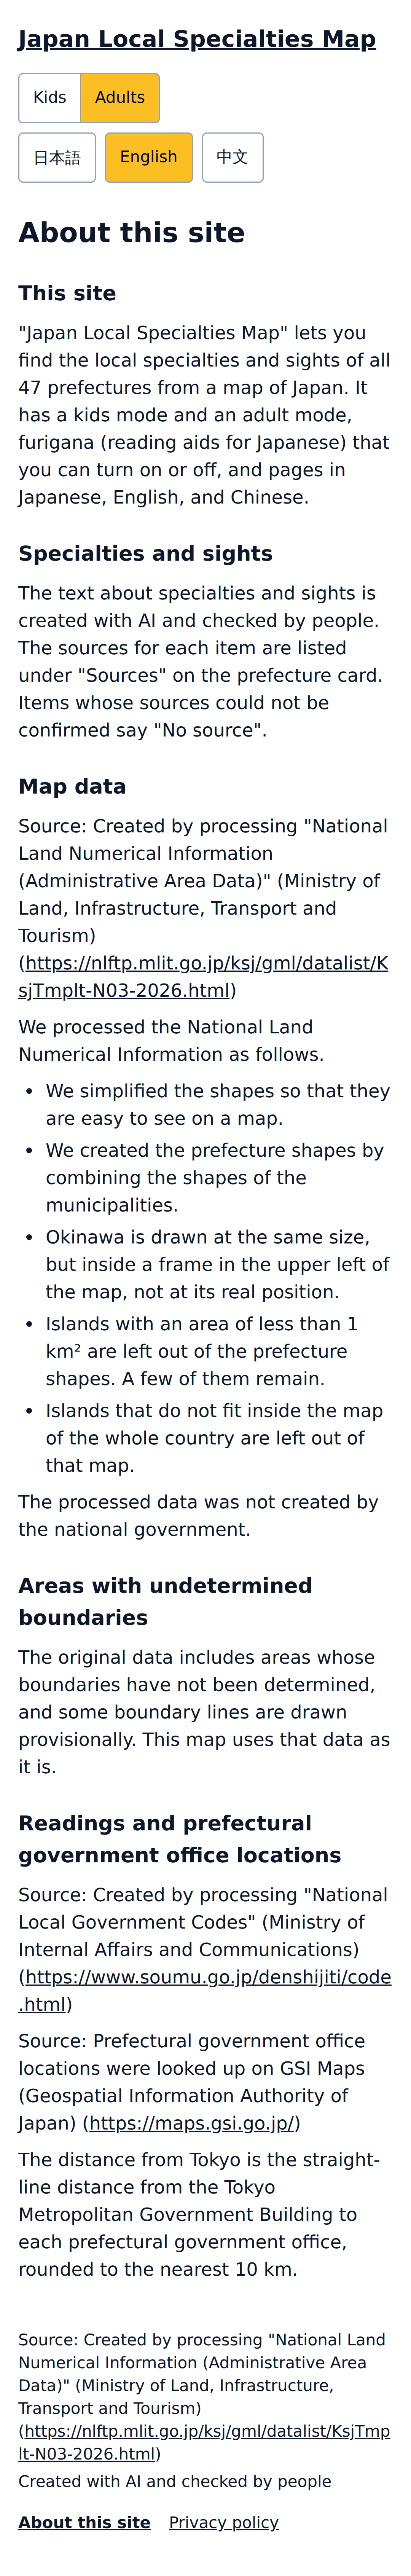 Japan Local Specialties Map
Kids Adults
日本語 English 中文
About this site
This site
"Japan Local Specialties Map" lets you
find the local specialties and sights of all
47 prefectures from a map of Japan. It
has a kids mode and an adult mode,
furigana (reading aids for Japanese) that
you can turn on or off, and pages in
Japanese, English, and Chinese.
Specialties and sights
The text about specialties and sights is
created with AI and checked by people.
The sources for each item are listed
under "Sources" on the prefecture card.
Items whose sources could not be
confirmed say "No source".
Map data
Source: Created by processing "National
Land Numerical Information
(Administrative Area Data)" (Ministry of
Land, Infrastructure, Transport and
Tourism)
(https://nlftp.mlit.go.jp/ksj/gml/datalist/K
sjTmplt-N03-2026.html)
We processed the National Land
Numerical Information as follows.
• We simplified the shapes so that they
are easy to see on a map.
• We created the prefecture shapes by
combining the shapes of the
municipalities.
• Okinawa is drawn at the same size,
but inside a frame in the upper left of
the map, not at its real position.
• Islands with an area of less than 1
km² are left out of the prefecture
shapes. A few of them remain.
• Islands that do not fit inside the map
of the whole country are left out of
that map.
The processed data was not created by
the national government.
Areas with undetermined
boundaries
The original data includes areas whose
boundaries have not been determined,
and some boundary lines are drawn
provisionally. This map uses that data as
it is.
Readings and prefectural
government office locations
Source: Created by processing "National
Local Government Codes" (Ministry of
Internal Affairs and Communications)
(https://www.soumu.go.jp/denshijiti/code
.html)
Source: Prefectural government office
locations were looked up on GSI Maps
(Geospatial Information Authority of
Japan) (https://maps.gsi.go.jp/)
The distance from Tokyo is the straight-
line distance from the Tokyo
Metropolitan Government Building to
each prefectural government office,
rounded to the nearest 10 km.
Source: Created by processing "National Land
Numerical Information (Administrative Area
Data)" (Ministry of Land, Infrastructure,
Transport and Tourism)
(https://nlftp.mlit.go.jp/ksj/gml/datalist/KsjTmp
lt-N03-2026.html)
Created with AI and checked by people
About this site Privacy policy